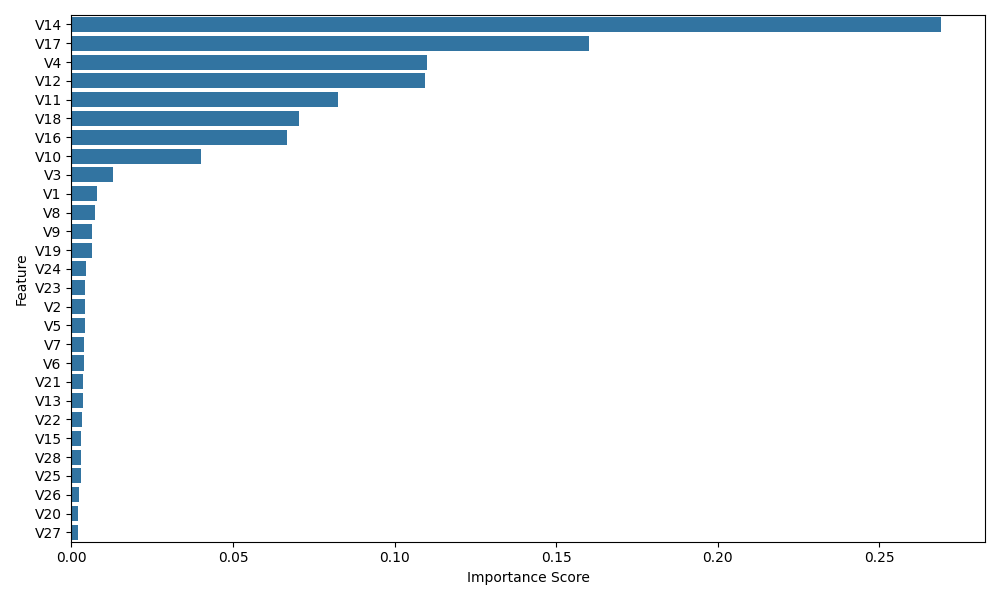 V14
V17
V4
V12
V11
V18
V16
V10
V3
V1
V8
V9
V19
V24
V23
V2
V5
V7
V6
V21
V13
V22
V15
V28
V25
V26
V20
V27
Feature
0.00 0.05 0.10 0.15 0.20 0.25
Importance Score